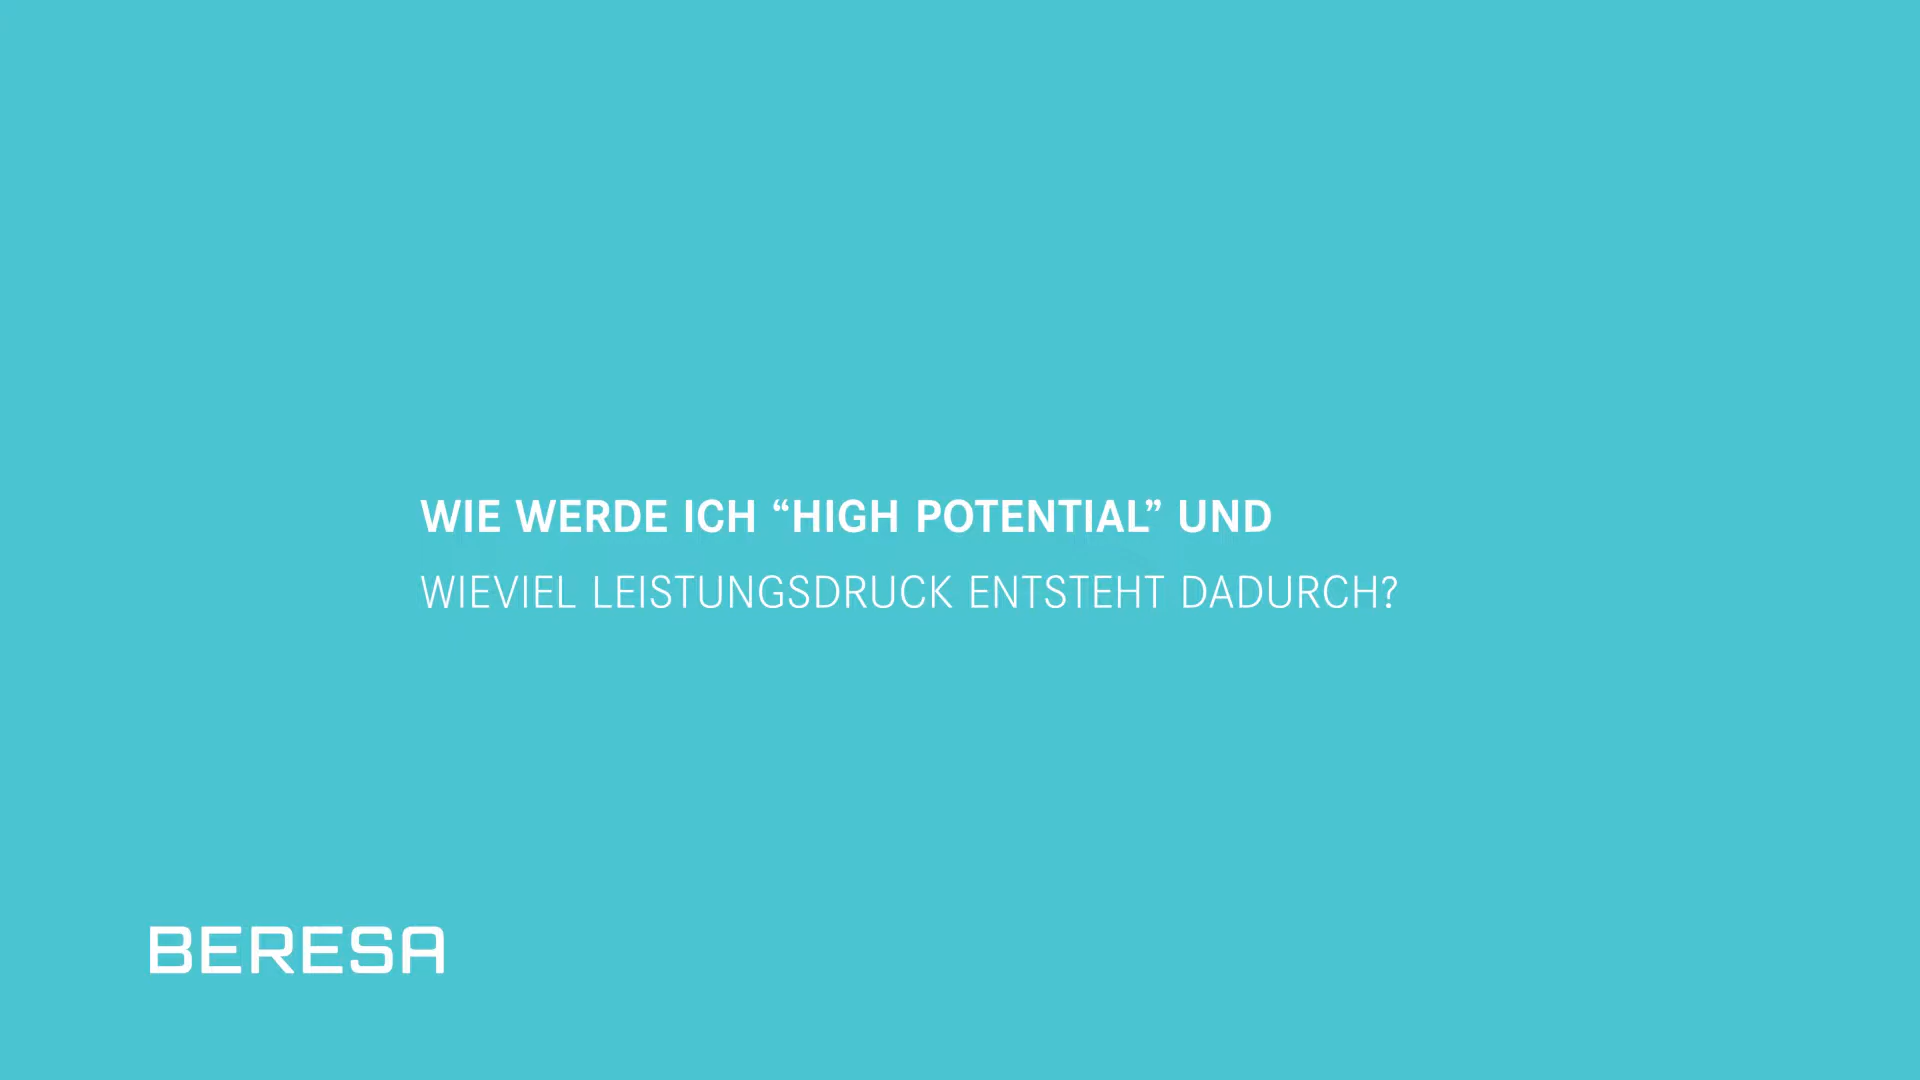 WIE WERDE ICH “HIGH POTENTIAL” UND
WIEVIEL LEISTUNGSDRUCK ENTSTEHT DADURCH?
BERESA